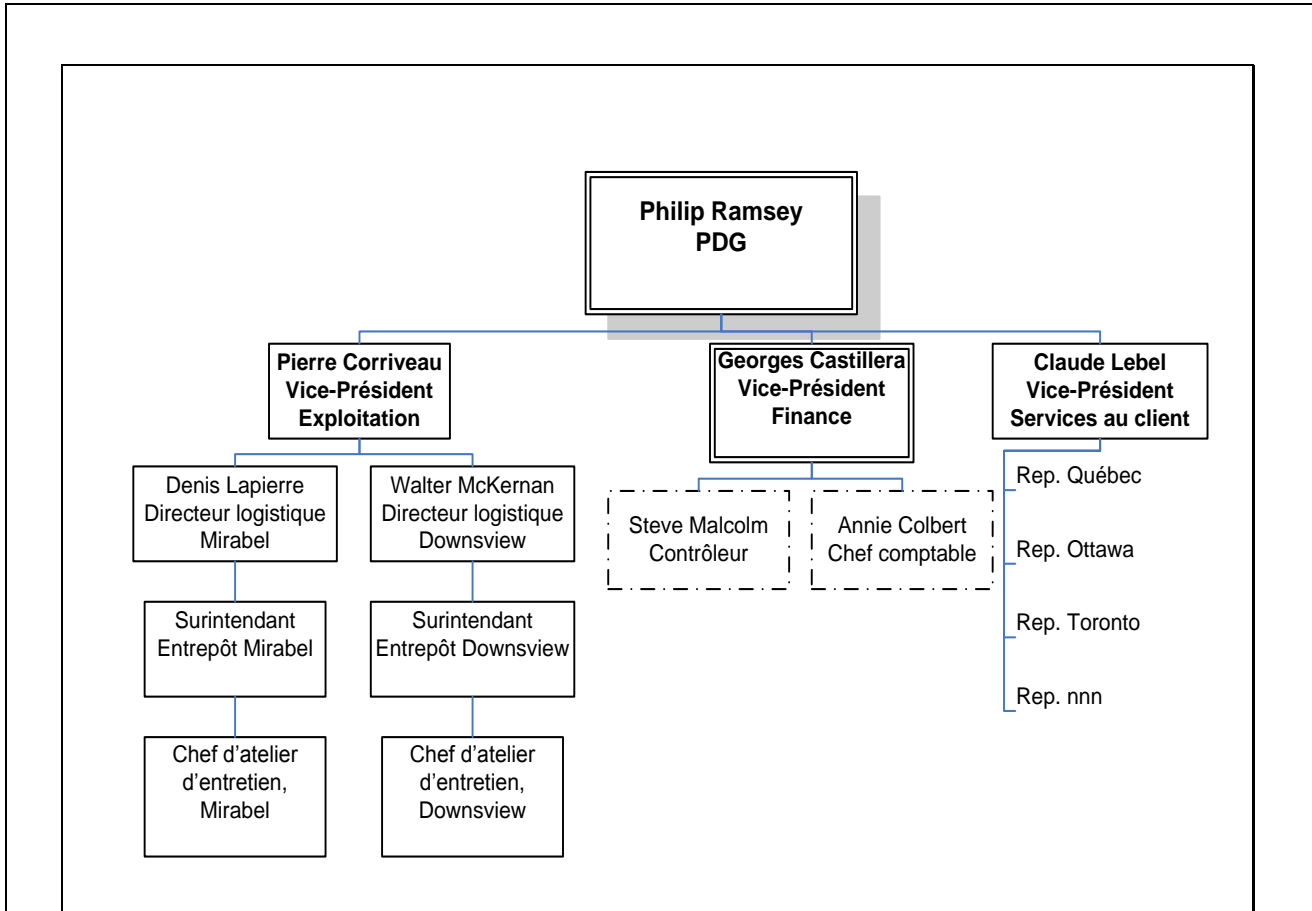 Philip Ramsey
PDG
Pierre Corriveau
Vice-Président
Exploitation
Georges Castillera
Vice-Président
Finance
Claude Lebel
Vice-Président
Services au client
Denis Lapierre
Directeur logistique
Mirabel
Walter McKernan
Directeur logistique
Downsview
Steve Malcolm
Contrôleur
Annie Colbert
Chef comptable
Rep. Québec
Rep. Ottawa
Rep. Toronto
Rep. nnn
Surintendant
Entrepôt Mirabel
Surintendant
Entrepôt Downsview
Chef d’atelier
d’entretien,
Mirabel
Chef d’atelier
d’entretien,
Downsview